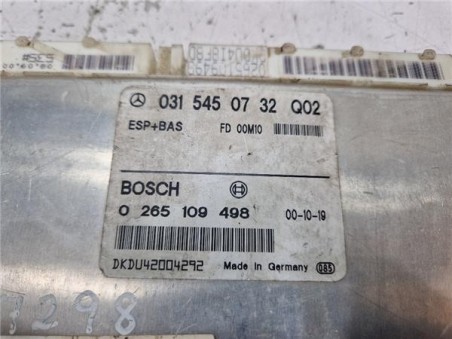 031 545 07 32 Q02
ESP+BAS FD 00M10
BOSCH
0 265 109 498 00-10-19
DKDU42004292 Made in Germany
7298